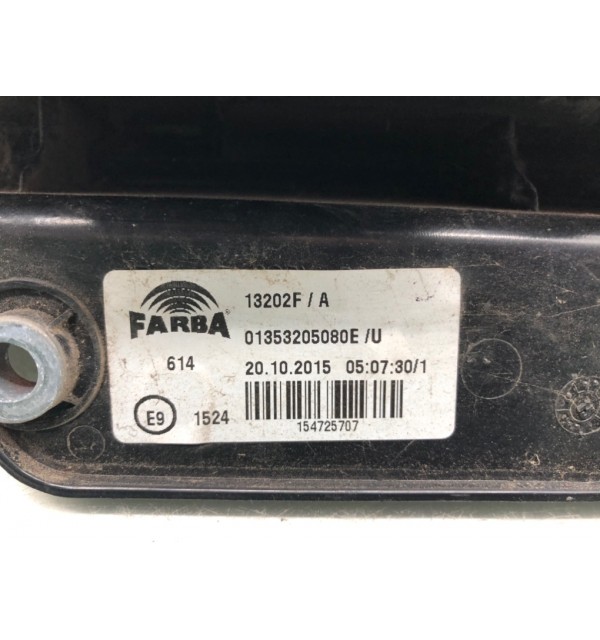 FARBA
13202F / A
01353205080E /U
614
20.10.2015 05:07:30/1
E9 1524
154725707